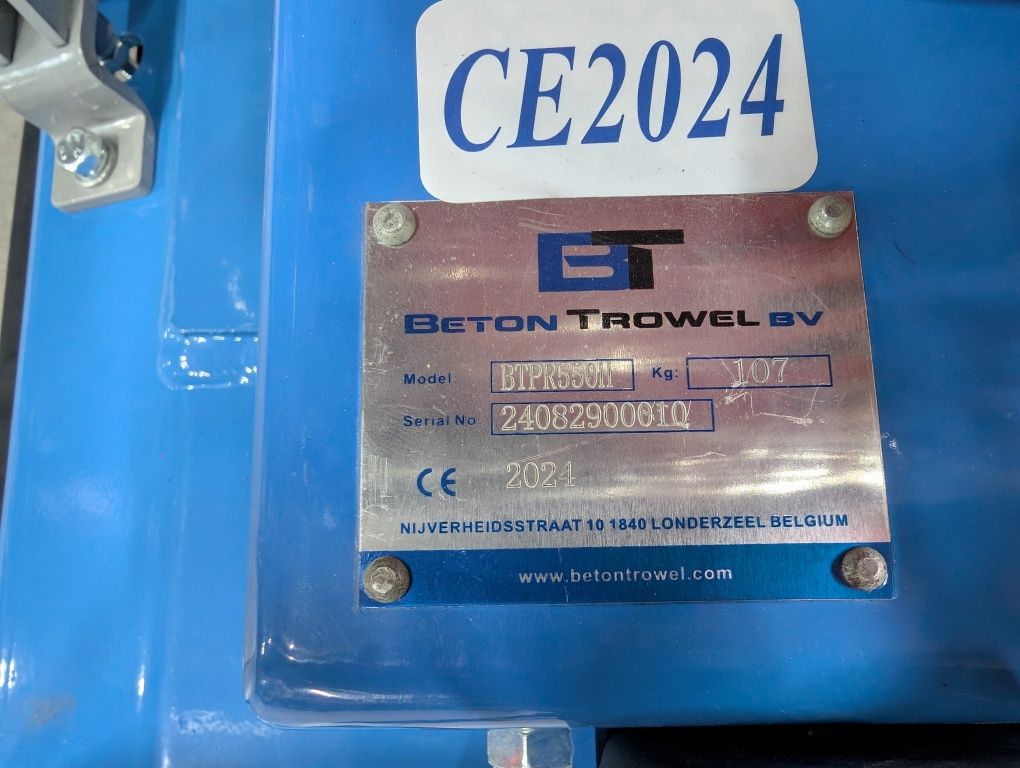 CE2024
BT
BETON TROWEL BV
Model: BTPR550H Kg: 107
Serial No 24082900010
CE 2024
NIJVERHEIDSSTRAAT 10 1840 LONDERZEEL BELGIUM
www.betontrowel.com